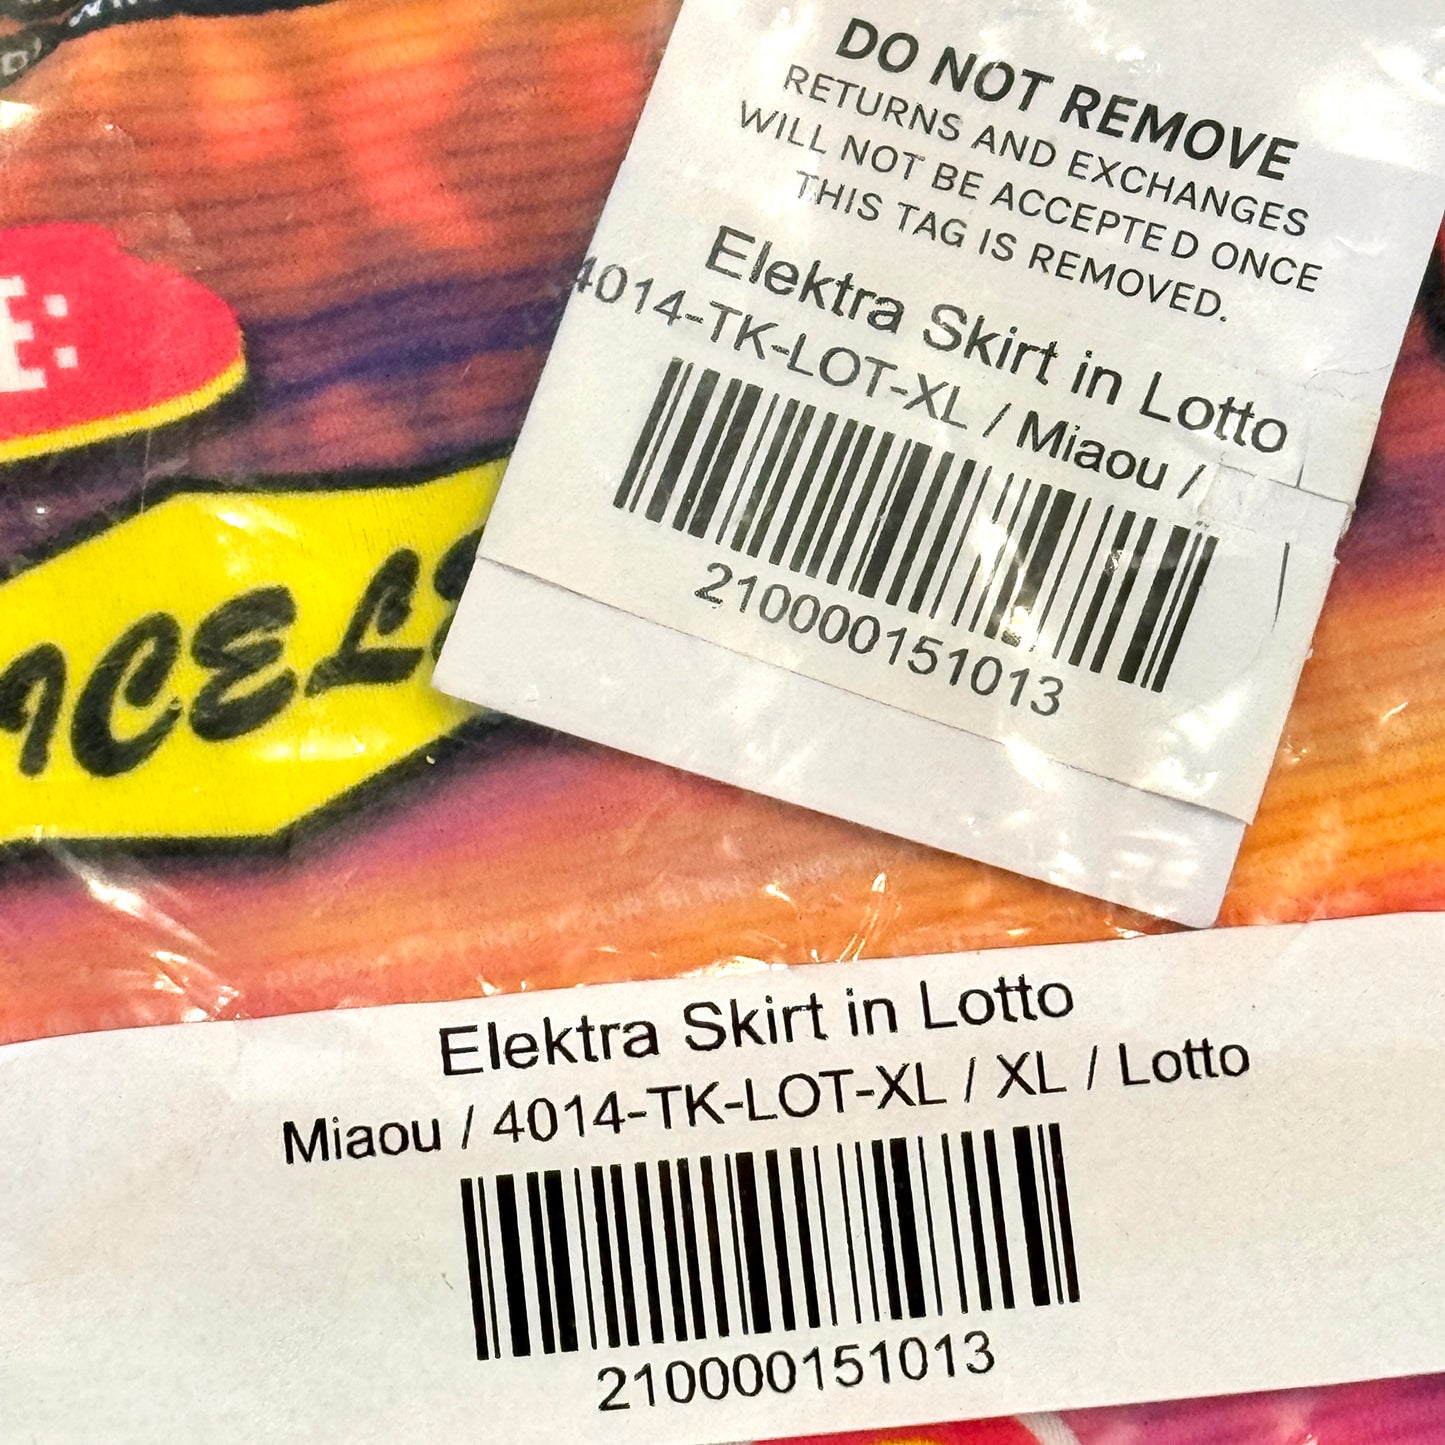 DO NOT REMOVE
RETURNS AND EXCHANGES
WILL NOT BE ACCEPTED ONCE
THIS TAG IS REMOVED.
Elektra Skirt in Lotto
4014-TK-LOT-XL / Miaou /
210000151013
E:
ICEL
Elektra Skirt in Lotto
Miaou / 4014-TK-LOT-XL / XL / Lotto
210000151013